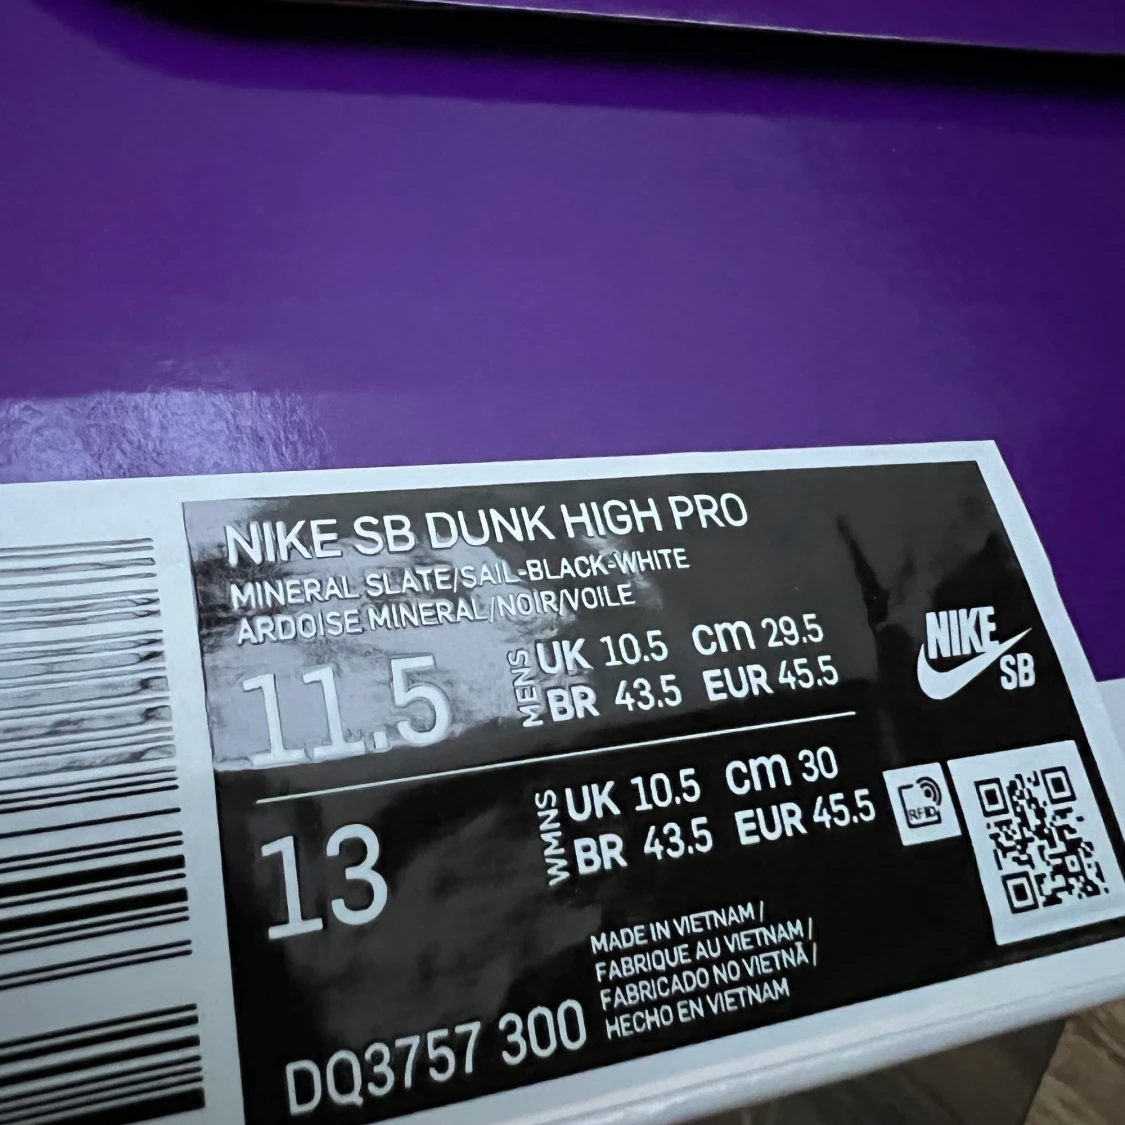 NIKE SB DUNK HIGH PRO
MINERAL SLATE/SAIL-BLACK-WHITE
ARDOISE MINERAL/NOIR/VOILE
11.5
MENS
UK 10.5 cm 29.5
BR 43.5 EUR 45.5
NIKE
SB
13
WMNS
UK 10.5 cm 30
BR 43.5 EUR 45.5
RFID
MADE IN VIETNAM /
FABRIQUE AU VIETNAM /
FABRICADO NO VIETNÃ /
HECHO EN VIETNAM
DQ3757 300